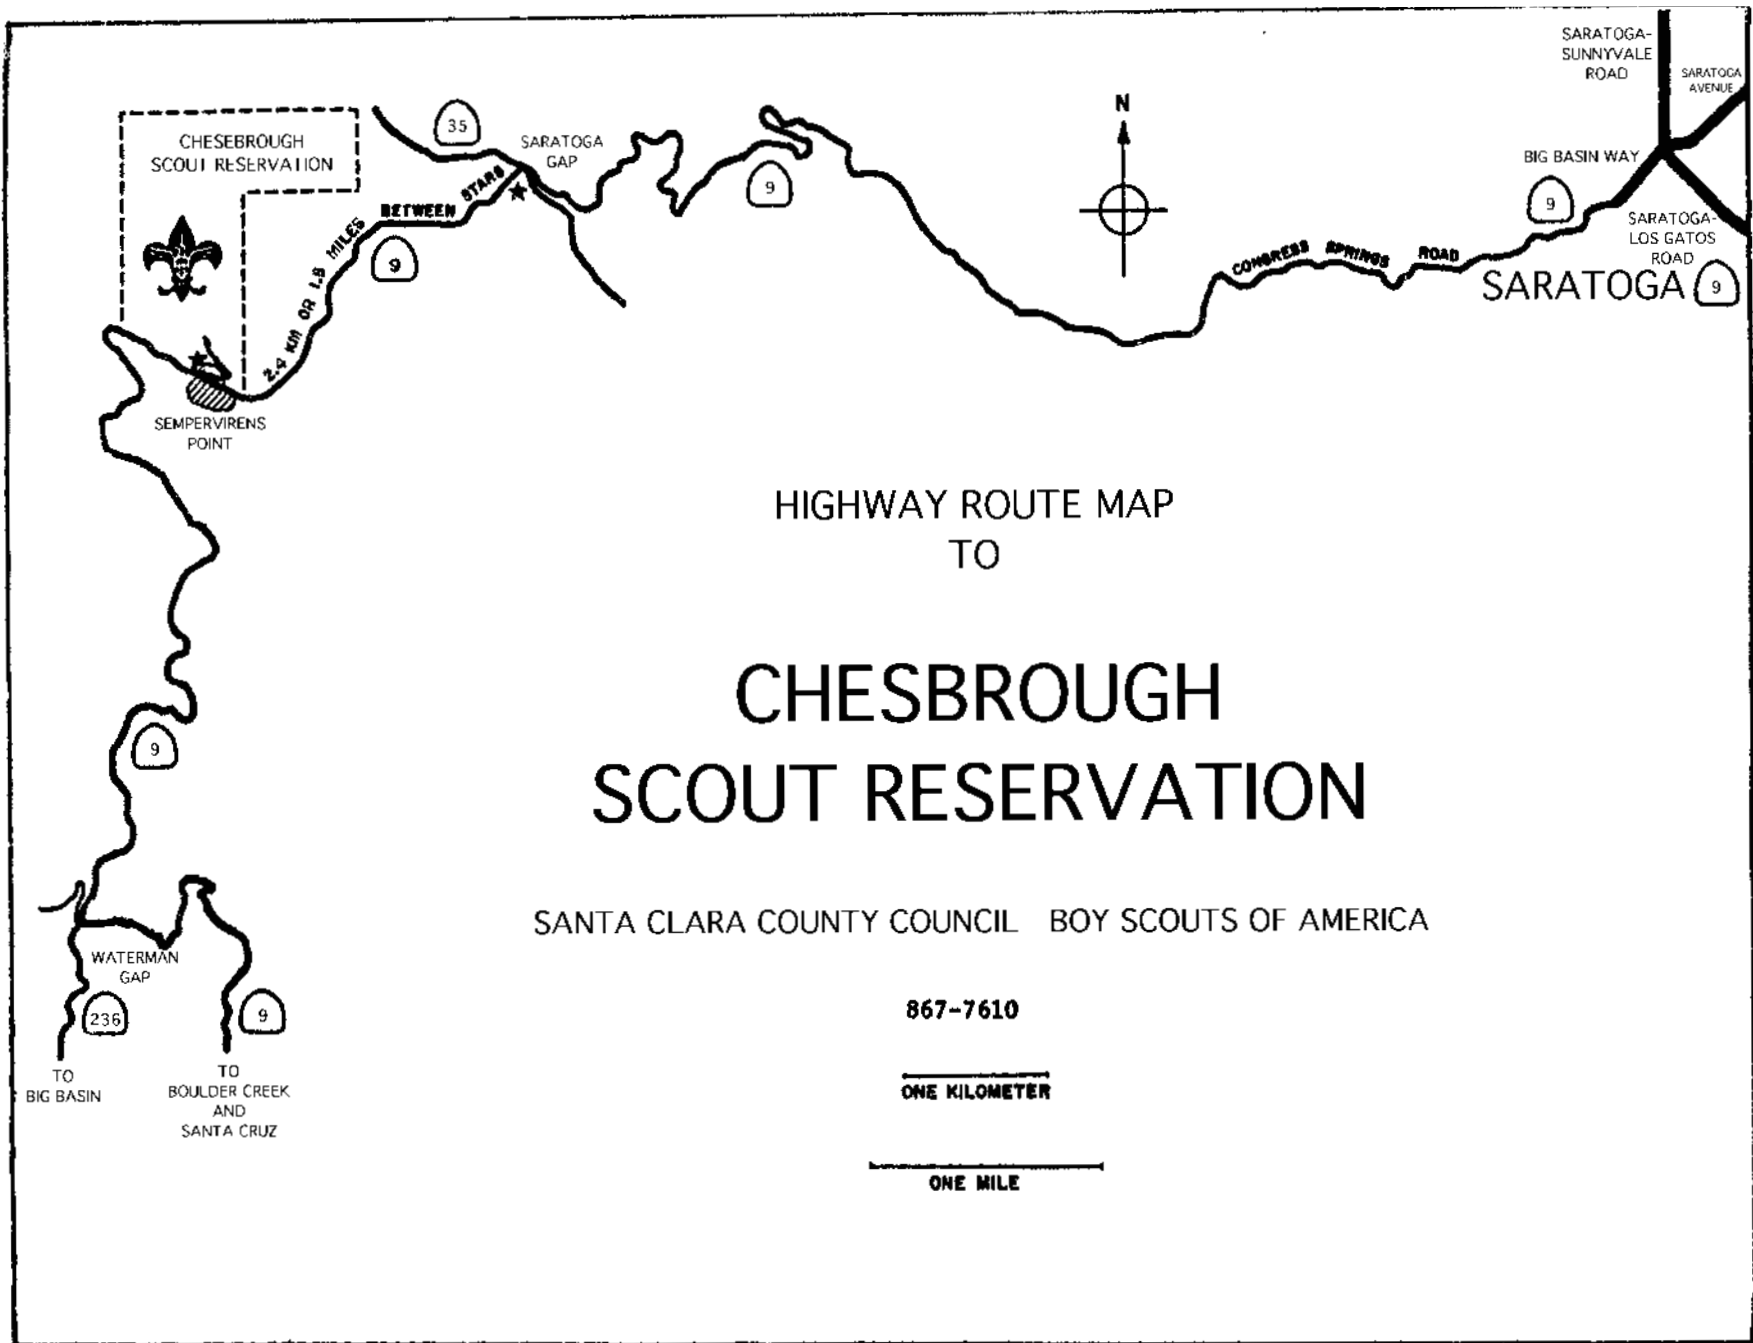 SARATOGA-
SUNNYVALE
ROAD
SARATOGA
AVENUE
N
35
CHESEBROUGH
SCOUT RESERVATION
SARATOGA
GAP
BIG BASIN WAY
9
9
SARATOGA-
LOS GATOS
ROAD
SARATOGA 9
2.4 KM OR 1.5 MILES BETWEEN STARS
9
CONGRESS SPRINGS ROAD
SEMPERVIRENS
POINT
HIGHWAY ROUTE MAP
TO
CHESBROUGH
SCOUT RESERVATION
9
SANTA CLARA COUNTY COUNCIL BOY SCOUTS OF AMERICA
WATERMAN
GAP
236
9
867-7610
TO
BIG BASIN
TO
BOULDER CREEK
AND
SANTA CRUZ
ONE KILOMETER
ONE MILE